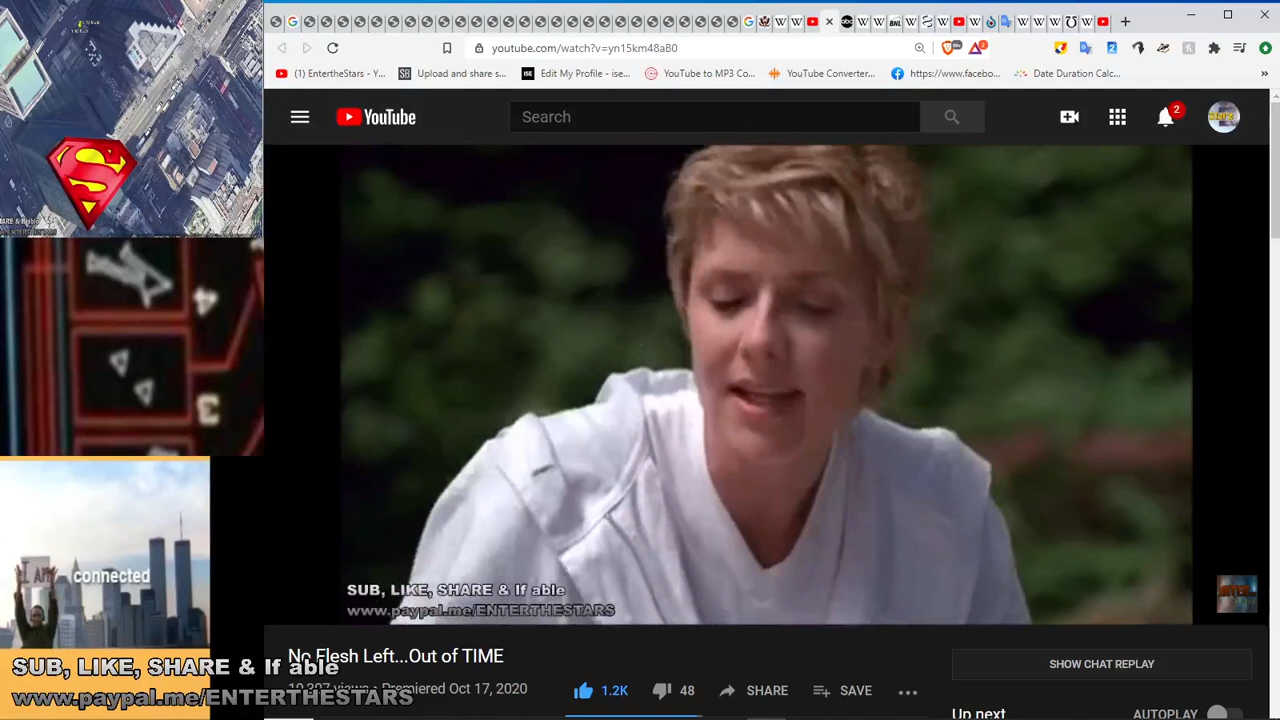 youtube.com/watch?v=yn15km48aB0
(1) EntertheStars - Y...
Upload and share s...
Edit My Profile - ise...
YouTube to MP3 Co...
YouTube Converter...
https://www.facebo...
Date Duration Calc...
YouTube
Search
2
SUB, LIKE, SHARE & If able
www.paypal.me/ENTERTHESTARS
No Flesh Left...Out of TIME
Premiered Oct 17, 2020
1.2K
48
SHARE
SAVE
SHOW CHAT REPLAY
Up next
AUTOPLAY
I AM
connected
SUB, LIKE, SHARE & If able
www.paypal.me/ENTERTHESTARS